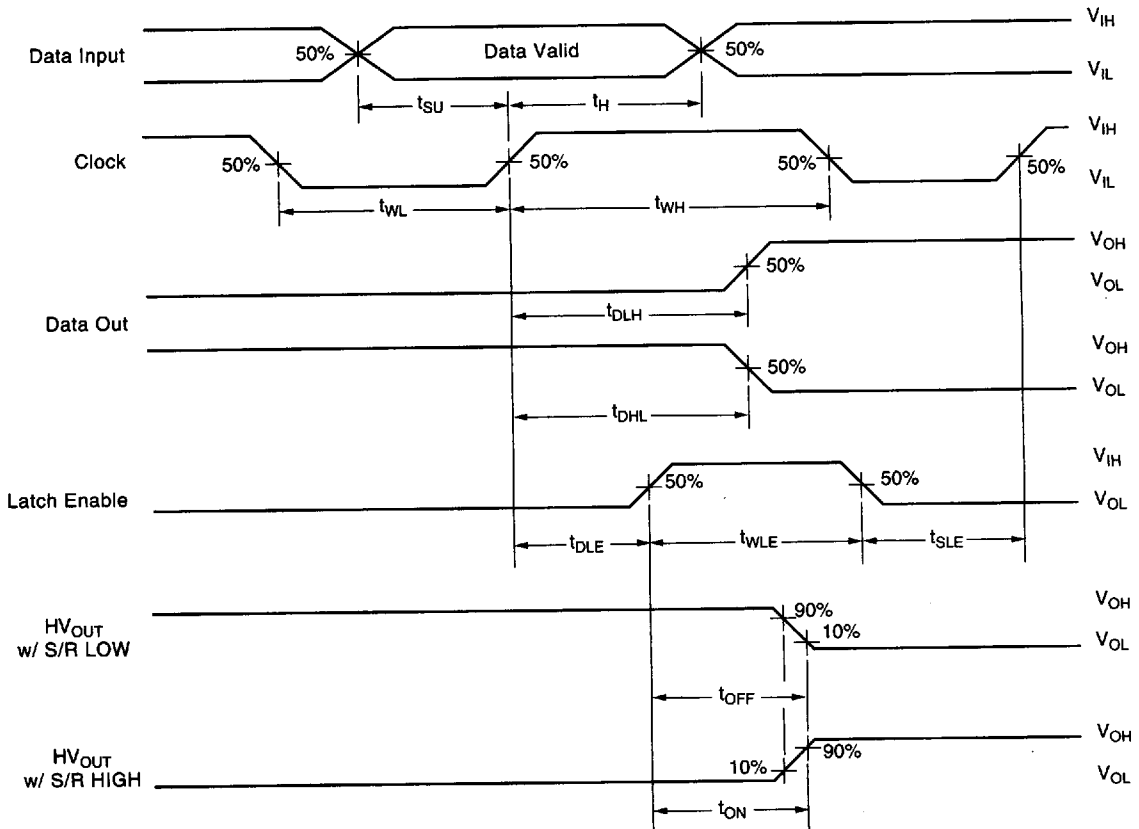 V_IH
Data Input 50% Data Valid 50%
V_IL
t_SU t_H
V_IH
Clock 50% 50% 50% 50%
V_IL
t_WL t_WH
V_OH
50%
V_OL
t_DLH
Data Out
V_OH
50%
V_OL
t_DHL
V_IH
Latch Enable 50% 50%
V_OL
t_DLE t_WLE t_SLE
V_OH
90%
HV_OUT
w/ S/R LOW
10%
V_OL
t_OFF
V_OH
HV_OUT
w/ S/R HIGH
90%
10%
V_OL
t_ON